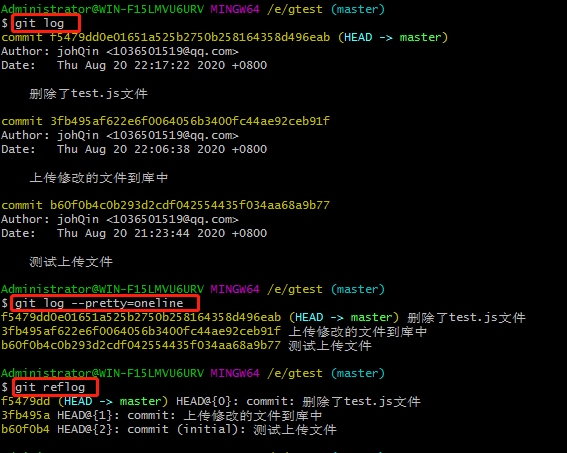 Administrator@WIN-F15LMVU6URV MINGW64 /e/gtest (master)
$ git log
commit f5479dd0e01651a525b2750b258164358d496eab (HEAD -> master)
Author: johQin <1036501519@qq.com>
Date:   Thu Aug 20 22:17:22 2020 +0800
删除了test.js文件
commit 3fb495af622e6f0064056b3400fc44ae92ceb91f
Author: johQin <1036501519@qq.com>
Date:   Thu Aug 20 22:06:38 2020 +0800
上传修改的文件到库中
commit b60f0b4c0b293d2cdf042554435f034aa68a9b77
Author: johQin <1036501519@qq.com>
Date:   Thu Aug 20 21:23:44 2020 +0800
测试上传文件
Administrator@WIN-F15LMVU6URV MINGW64 /e/gtest (master)
$ git log --pretty=oneline
f5479dd0e01651a525b2750b258164358d496eab (HEAD -> master) 删除了test.js文件
3fb495af622e6f0064056b3400fc44ae92ceb91f 上传修改的文件到库中
b60f0b4c0b293d2cdf042554435f034aa68a9b77 测试上传文件
Administrator@WIN-F15LMVU6URV MINGW64 /e/gtest (master)
$ git reflog
f5479dd (HEAD -> master) HEAD@{0}: commit: 删除了test.js文件
3fb495a HEAD@{1}: commit: 上传修改的文件到库中
b60f0b4 HEAD@{2}: commit (initial): 测试上传文件